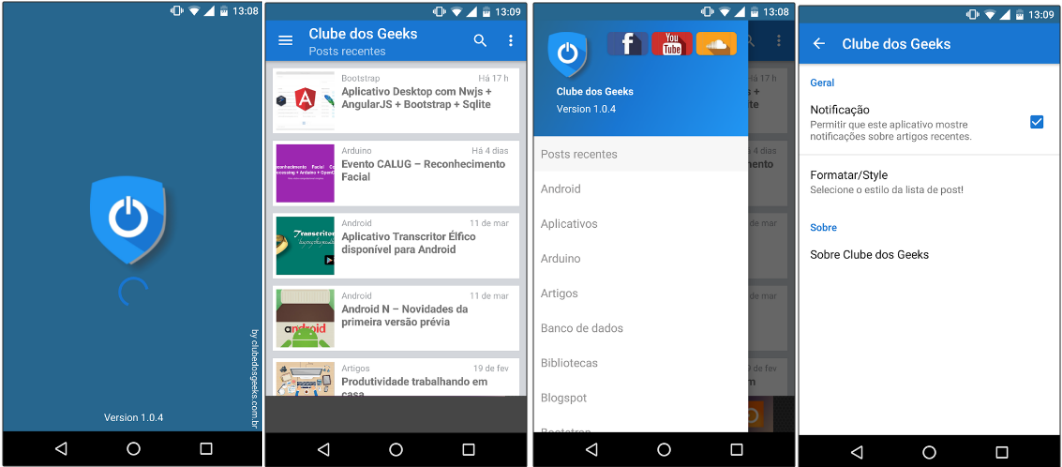 13:08
by clubedosgeeks.com.br
Version 1.0.4
13:09
Clube dos Geeks
Posts recentes
Bootstrap
Há 17 h
Aplicativo Desktop com Nwjs +
AngularJS + Bootstrap + Sqlite
Arduino
Há 4 dias
Evento CALUG – Reconhecimento
Facial
Android
11 de mar
Transcritor
Aplicativo Transcritor Élfico
disponível para Android
Android
11 de mar
android
Android N – Novidades da
primeira versão prévia
Artigos
19 de fev
Produtividade trabalhando em
casa
13:08
You
Tube
Clube dos Geeks
Version 1.0.4
Posts recentes
Android
Aplicativos
Arduino
Artigos
Banco de dados
Bibliotecas
Blogspot
Bootstrap
13:09
Clube dos Geeks
Geral
Notificação
Permitir que este aplicativo mostre
notificações sobre artigos recentes.
Formatar/Style
Selecione o estilo da lista de post!
Sobre
Sobre Clube dos Geeks